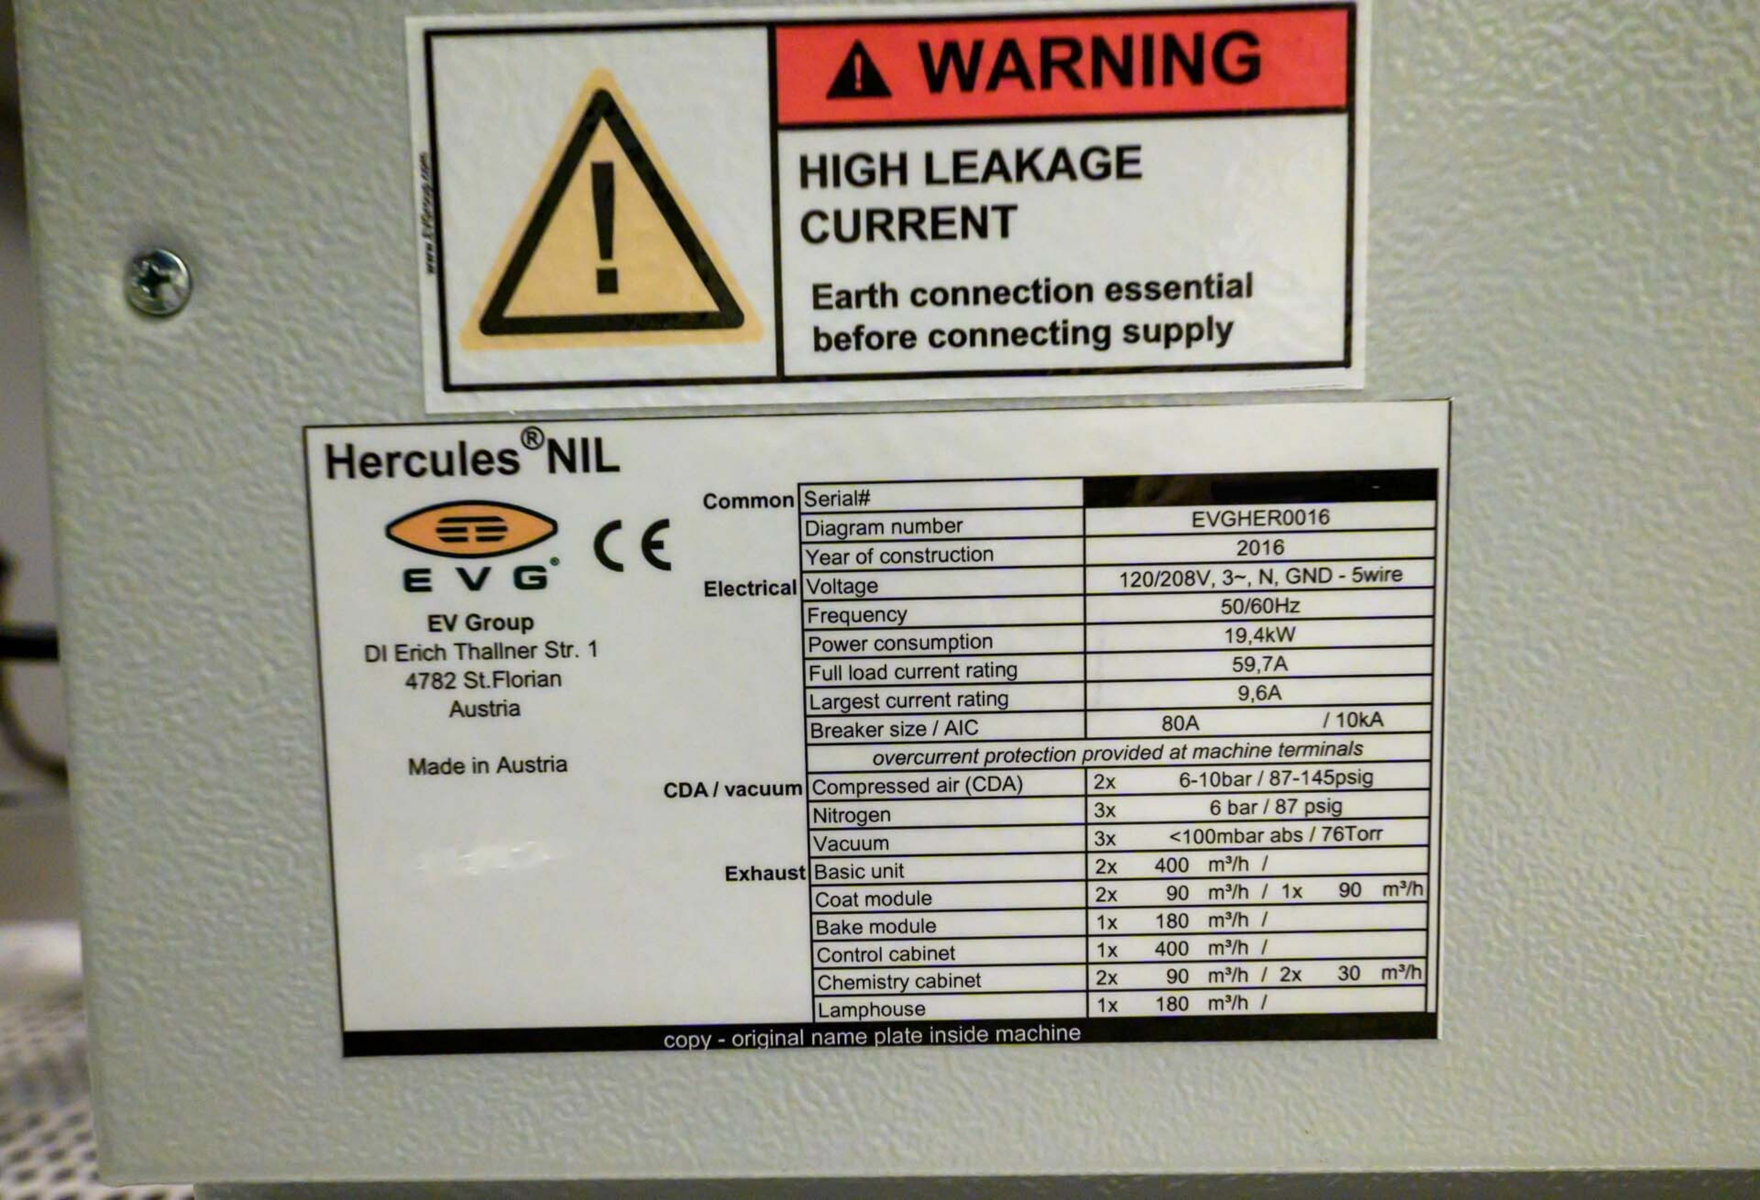 WARNING
HIGH LEAKAGE
CURRENT
Earth connection essential
before connecting supply
Hercules®NIL
EVG®
CE
EV Group
DI Erich Thallner Str. 1
4782 St.Florian
Austria
Made in Austria
Common Serial#
Diagram number EVGHER0016
Year of construction 2016
Electrical Voltage 120/208V, 3~, N, GND - 5wire
Frequency 50/60Hz
Power consumption 19,4kW
Full load current rating 59,7A
Largest current rating 9,6A
Breaker size / AIC 80A / 10kA
overcurrent protection provided at machine terminals
CDA / vacuum Compressed air (CDA) 2x 6-10bar / 87-145psig
Nitrogen 3x 6 bar / 87 psig
Vacuum 3x <100mbar abs / 76Torr
Exhaust Basic unit 2x 400 m³/h /
Coat module 2x 90 m³/h / 1x 90 m³/h
Bake module 1x 180 m³/h /
Control cabinet 1x 400 m³/h /
Chemistry cabinet 2x 90 m³/h / 2x 30 m³/h
Lamphouse 1x 180 m³/h /
copy - original name plate inside machine